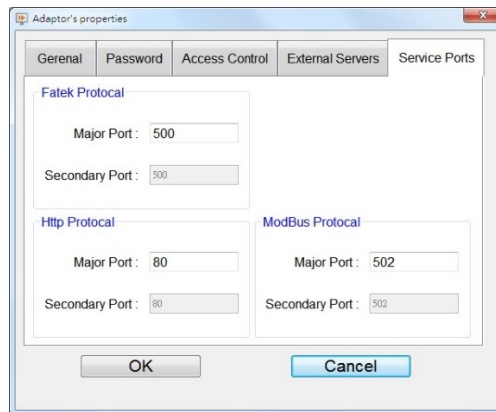 Adaptor's properties
Gerenal Password Access Control External Servers Service Ports
Fatek Protocal
Major Port : 500
Secondary Port : 500
Http Protocal
Major Port : 80
Secondary Port : 80
ModBus Protocal
Major Port : 502
Secondary Port : 502
OK Cancel